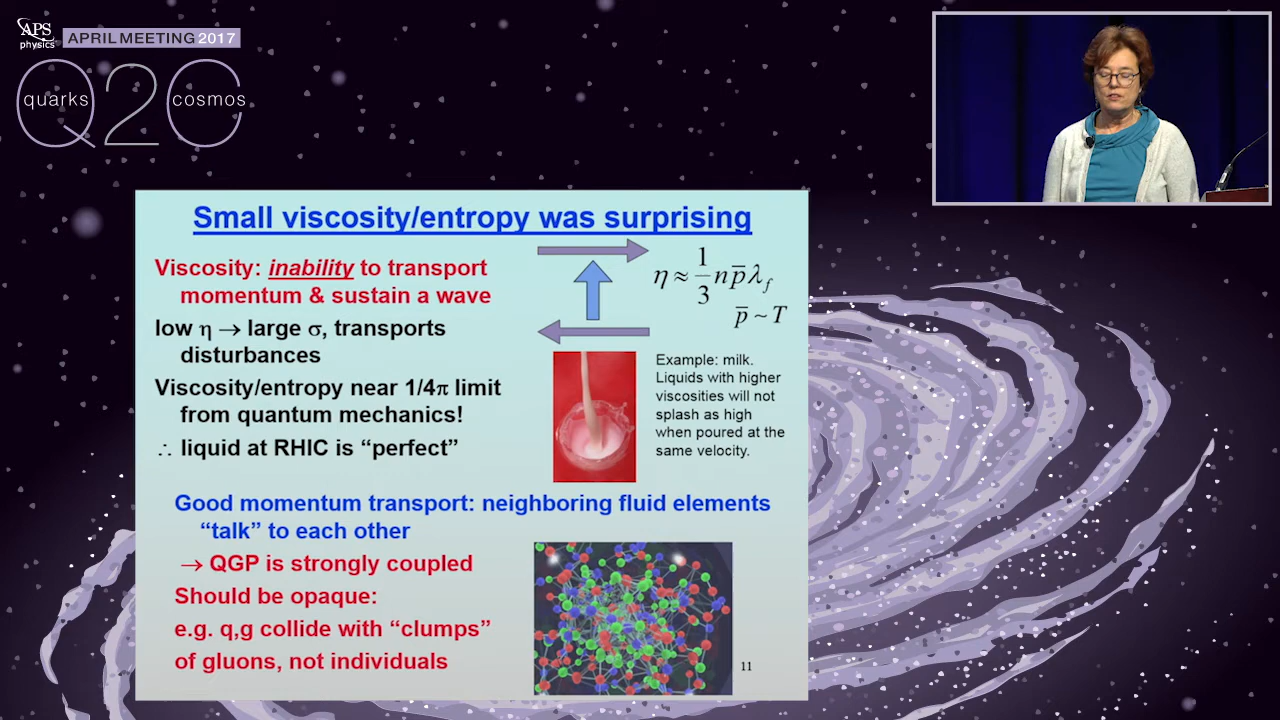 APS
physics
APRIL MEETING 2017
Q2C
quarks
cosmos
Small viscosity/entropy was surprising
Viscosity: inability to transport
momentum & sustain a wave
low η → large σ, transports
disturbances
Viscosity/entropy near 1/4π limit
from quantum mechanics!
∴ liquid at RHIC is “perfect”
η ≈ 1/3 n p̄ λ_f
p̄ ~ T
Example: milk.
Liquids with higher
viscosities will not
splash as high
when poured at the
same velocity.
Good momentum transport: neighboring fluid elements
“talk” to each other
→ QGP is strongly coupled
Should be opaque:
e.g. q,g collide with “clumps”
of gluons, not individuals
11